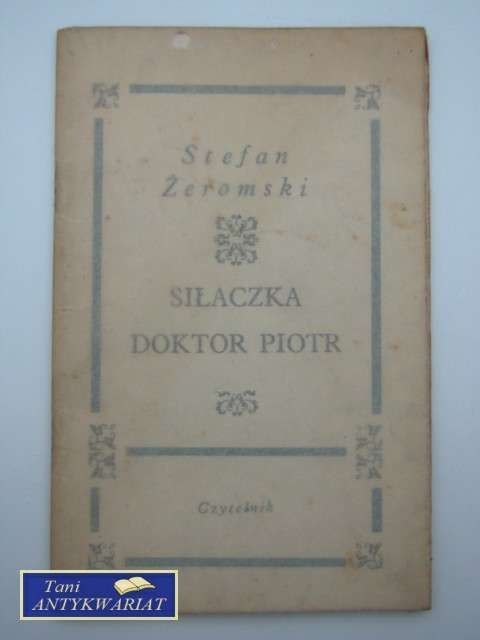 Stefan
Żeromski
SIŁACZKA
DOKTOR PIOTR
Czytelnik
Tani
ANTYKWARIAT